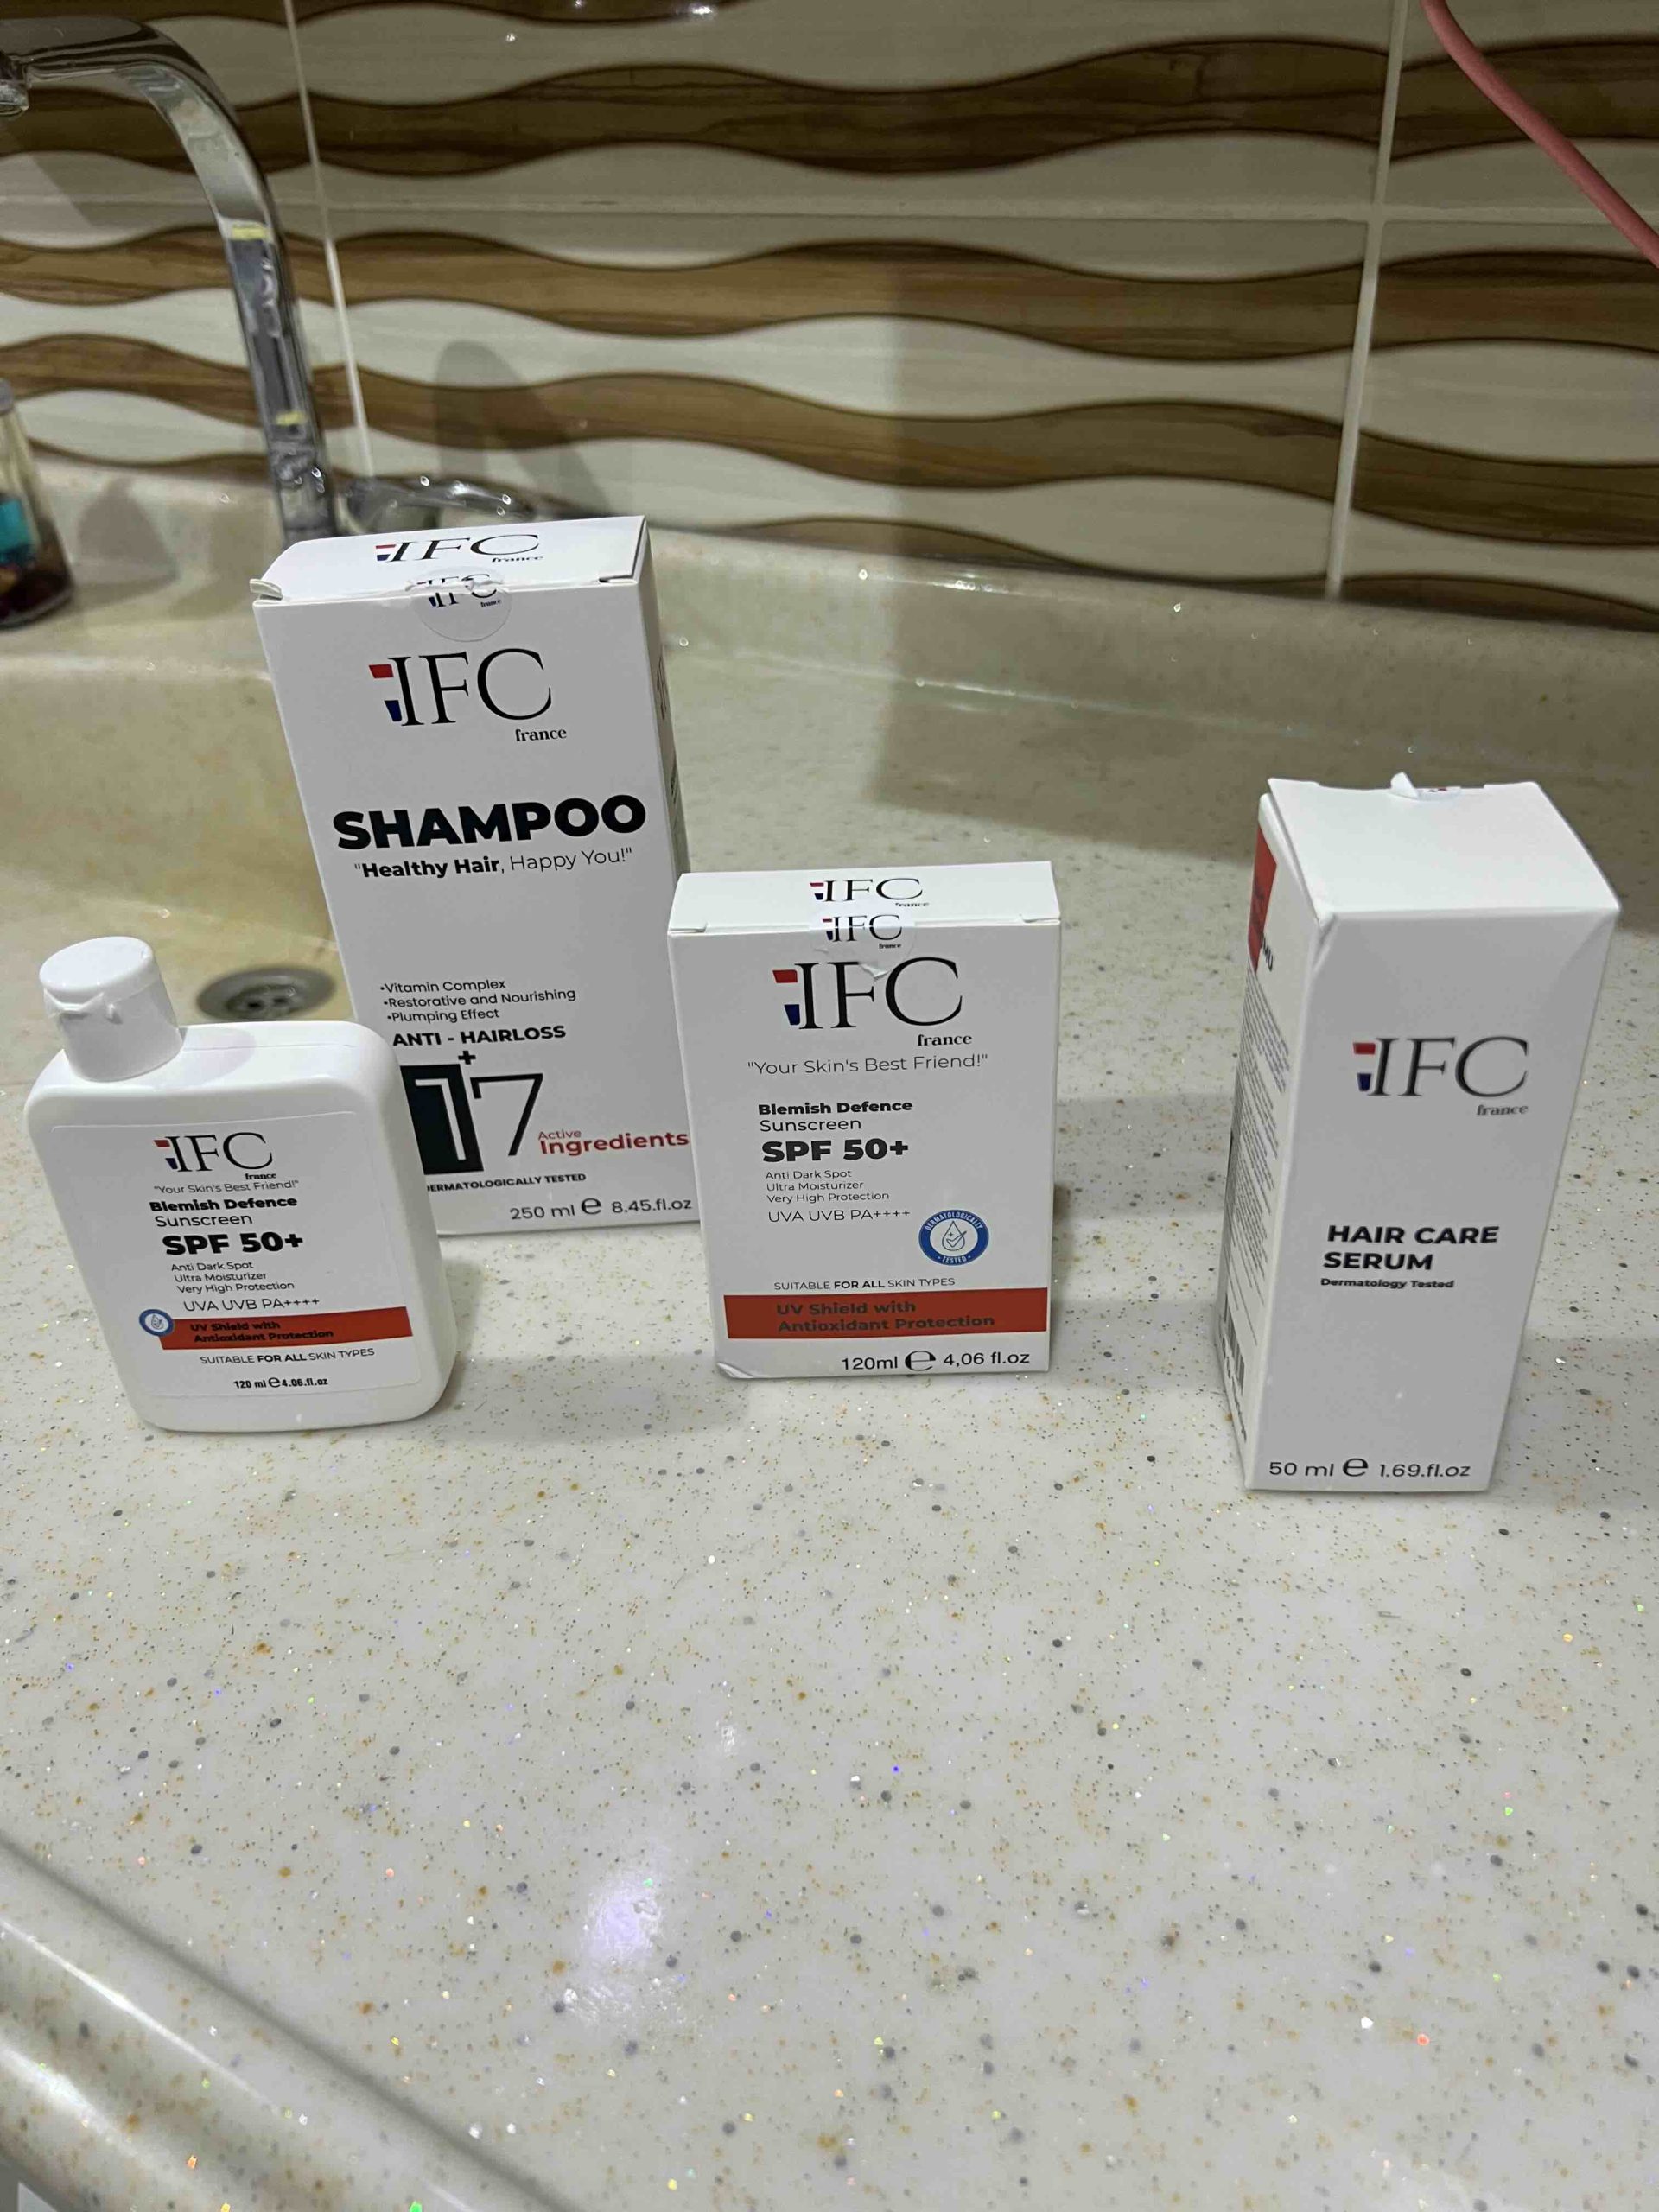 IFC
france
IFC
france
IFC
france
SHAMPOO
"Healthy Hair, Happy You!"
•Vitamin Complex
•Restorative and Nourishing
•Plumping Effect
ANTI - HAIRLOSS
+
17
Active
Ingredients
DERMATOLOGICALLY TESTED
250 ml e 8.45.fl.oz
IFC
france
"Your Skin's Best Friend!"
Blemish Defence
Sunscreen
SPF 50+
Anti Dark Spot
Ultra Moisturizer
Very High Protection
UVA UVB PA++++
UV Shield with
Antioxidant Protection
SUITABLE FOR ALL SKIN TYPES
120 ml e 4.06.fl.oz
IFC
france
IFC
france
IFC
france
"Your Skin's Best Friend!"
Blemish Defence
Sunscreen
SPF 50+
Anti Dark Spot
Ultra Moisturizer
Very High Protection
UVA UVB PA++++
DERMATOLOGICALLY
TESTED
SUITABLE FOR ALL SKIN TYPES
UV Shield with
Antioxidant Protection
120ml e 4,06 fl.oz
IFC
france
HAIR CARE
SERUM
Dermatology Tested
50 ml e 1.69.fl.oz